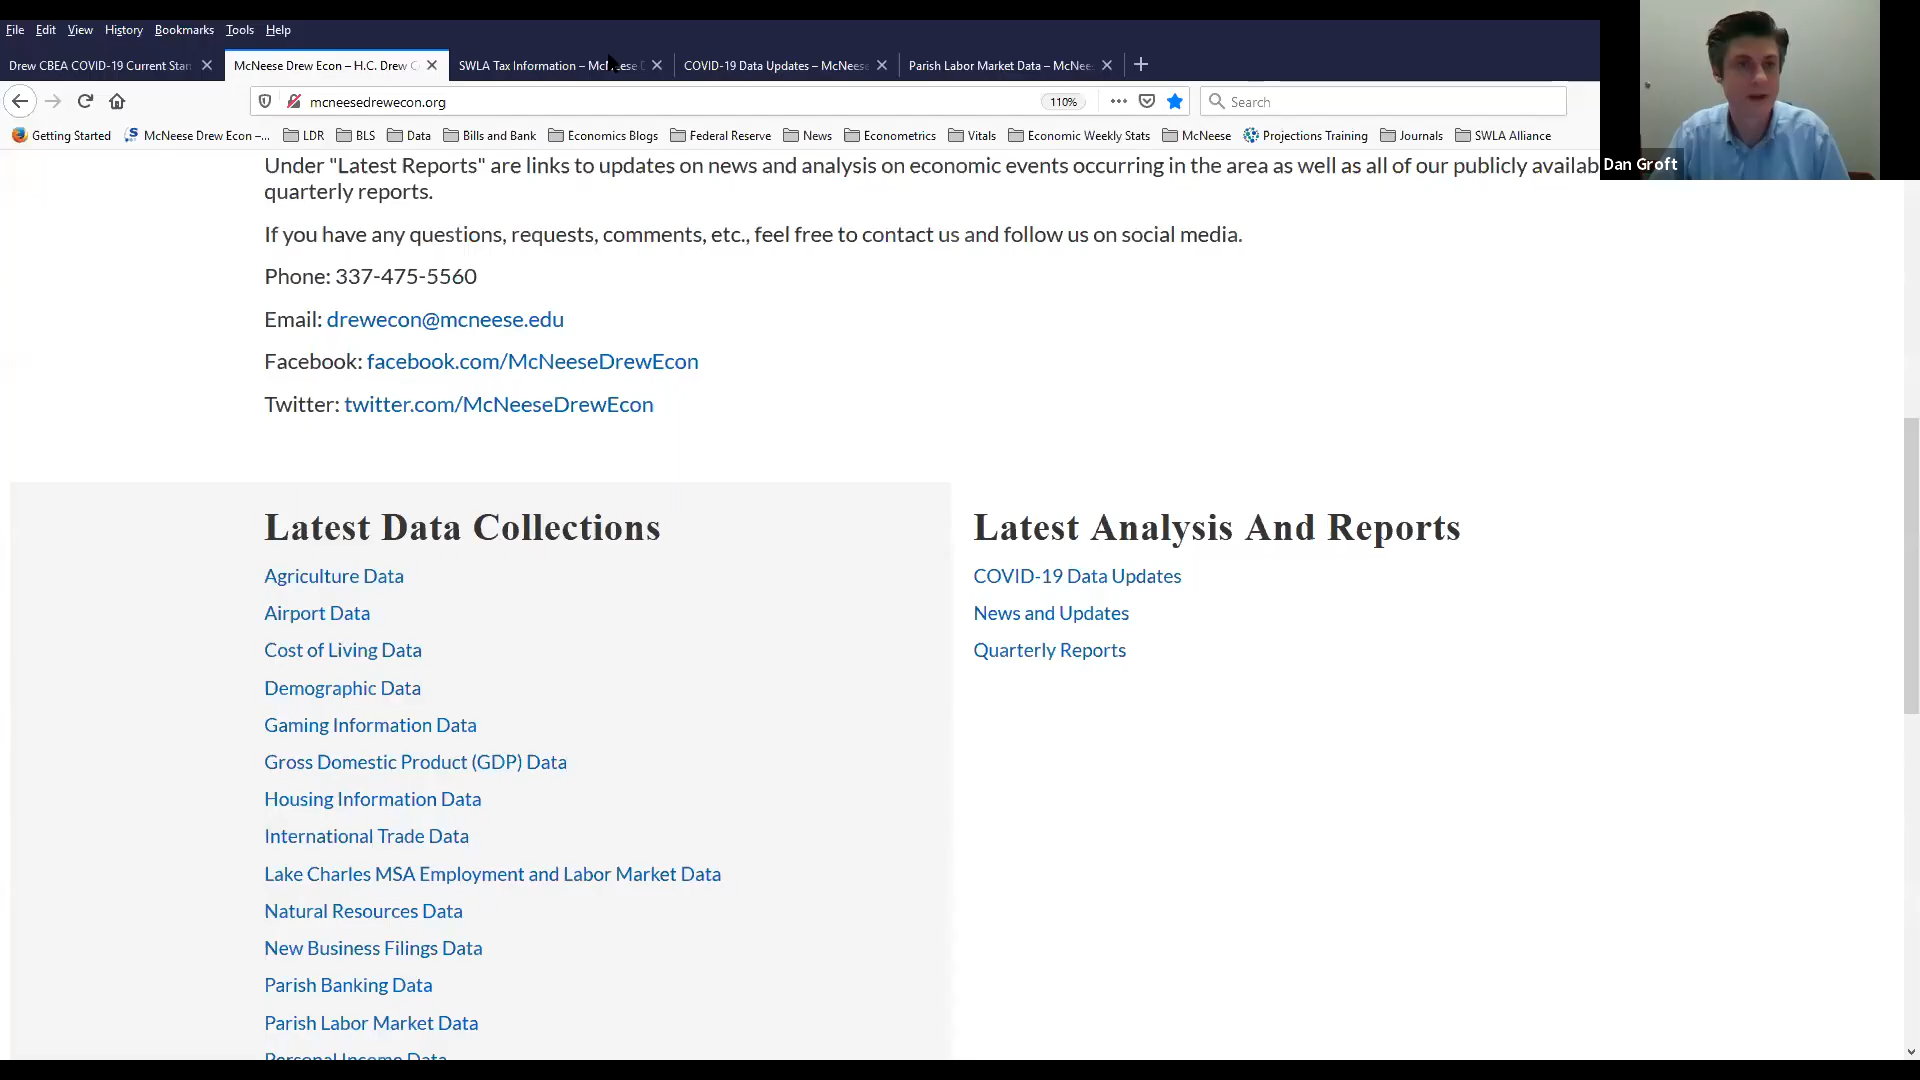 File Edit View History Bookmarks Tools Help
Drew CBEA COVID-19 Current Stan
McNeese Drew Econ – H.C. Drew C
SWLA Tax Information – McNeese D
COVID-19 Data Updates – McNeese
Parish Labor Market Data – McNee
mcneesedrewecon.org
110%
Search
Getting Started McNeese Drew Econ –... LDR BLS Data Bills and Bank Economics Blogs Federal Reserve News Econometrics Vitals Economic Weekly Stats McNeese Projections Training Journals SWLA Alliance
Dan Groft
Under "Latest Reports" are links to updates on news and analysis on economic events occurring in the area as well as all of our publicly availab
quarterly reports.
If you have any questions, requests, comments, etc., feel free to contact us and follow us on social media.
Phone: 337-475-5560
Email: drewecon@mcneese.edu
Facebook: facebook.com/McNeeseDrewEcon
Twitter: twitter.com/McNeeseDrewEcon
Latest Data Collections
Agriculture Data
Airport Data
Cost of Living Data
Demographic Data
Gaming Information Data
Gross Domestic Product (GDP) Data
Housing Information Data
International Trade Data
Lake Charles MSA Employment and Labor Market Data
Natural Resources Data
New Business Filings Data
Parish Banking Data
Parish Labor Market Data
Personal Income Data
Latest Analysis And Reports
COVID-19 Data Updates
News and Updates
Quarterly Reports